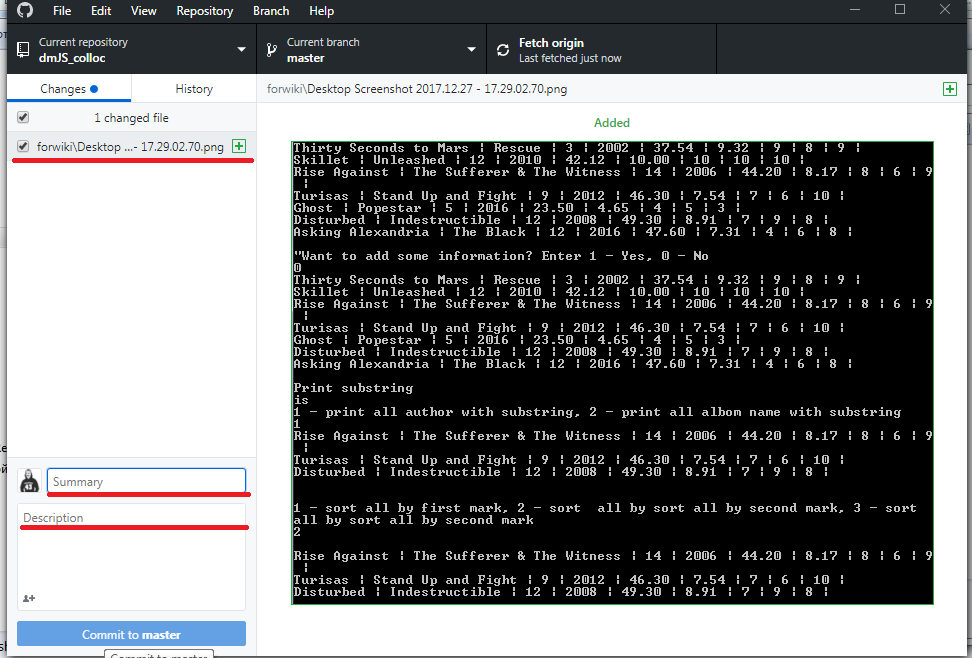 File Edit View Repository Branch Help
Current repository
dmJS_colloc
Current branch
master
Fetch origin
Last fetched just now
Changes
History
forwiki\Desktop Screenshot 2017.12.27 - 17.29.02.70.png
1 changed file
forwiki\Desktop ...- 17.29.02.70.png
Added
Thirty Seconds to Mars | Rescue | 3 | 2002 | 37.54 | 9.32 | 9 | 8 | 9 |
Skillet | Unleashed | 12 | 2010 | 42.12 | 10.00 | 10 | 10 | 10 |
Rise Against | The Sufferer & The Witness | 14 | 2006 | 44.20 | 8.17 | 8 | 6 | 9
|
Turisas | Stand Up and Fight | 9 | 2012 | 46.30 | 7.54 | 7 | 6 | 10 |
Ghost | Popestar | 5 | 2016 | 23.50 | 4.65 | 4 | 5 | 3 |
Disturbed | Indestructible | 12 | 2008 | 49.30 | 8.91 | 7 | 9 | 8 |
Asking Alexandria | The Black | 12 | 2016 | 47.60 | 7.31 | 4 | 6 | 8 |
"Want to add some information? Enter 1 - Yes, 0 - No
0
Thirty Seconds to Mars | Rescue | 3 | 2002 | 37.54 | 9.32 | 9 | 8 | 9 |
Skillet | Unleashed | 12 | 2010 | 42.12 | 10.00 | 10 | 10 | 10 |
Rise Against | The Sufferer & The Witness | 14 | 2006 | 44.20 | 8.17 | 8 | 6 | 9
|
Turisas | Stand Up and Fight | 9 | 2012 | 46.30 | 7.54 | 7 | 6 | 10 |
Ghost | Popestar | 5 | 2016 | 23.50 | 4.65 | 4 | 5 | 3 |
Disturbed | Indestructible | 12 | 2008 | 49.30 | 8.91 | 7 | 9 | 8 |
Asking Alexandria | The Black | 12 | 2016 | 47.60 | 7.31 | 4 | 6 | 8 |
Print substring
is
1 - print all author with substring, 2 - print all albom name with substring
1
Rise Against | The Sufferer & The Witness | 14 | 2006 | 44.20 | 8.17 | 8 | 6 | 9
|
Turisas | Stand Up and Fight | 9 | 2012 | 46.30 | 7.54 | 7 | 6 | 10 |
Disturbed | Indestructible | 12 | 2008 | 49.30 | 8.91 | 7 | 9 | 8 |
1 - sort all by first mark, 2 - sort  all by sort all by second mark, 3 - sort
all by sort all by second mark
2
Rise Against | The Sufferer & The Witness | 14 | 2006 | 44.20 | 8.17 | 8 | 6 | 9
|
Turisas | Stand Up and Fight | 9 | 2012 | 46.30 | 7.54 | 7 | 6 | 10 |
Disturbed | Indestructible | 12 | 2008 | 49.30 | 8.91 | 7 | 9 | 8 |
Summary
Description
Commit to master
Commit to master